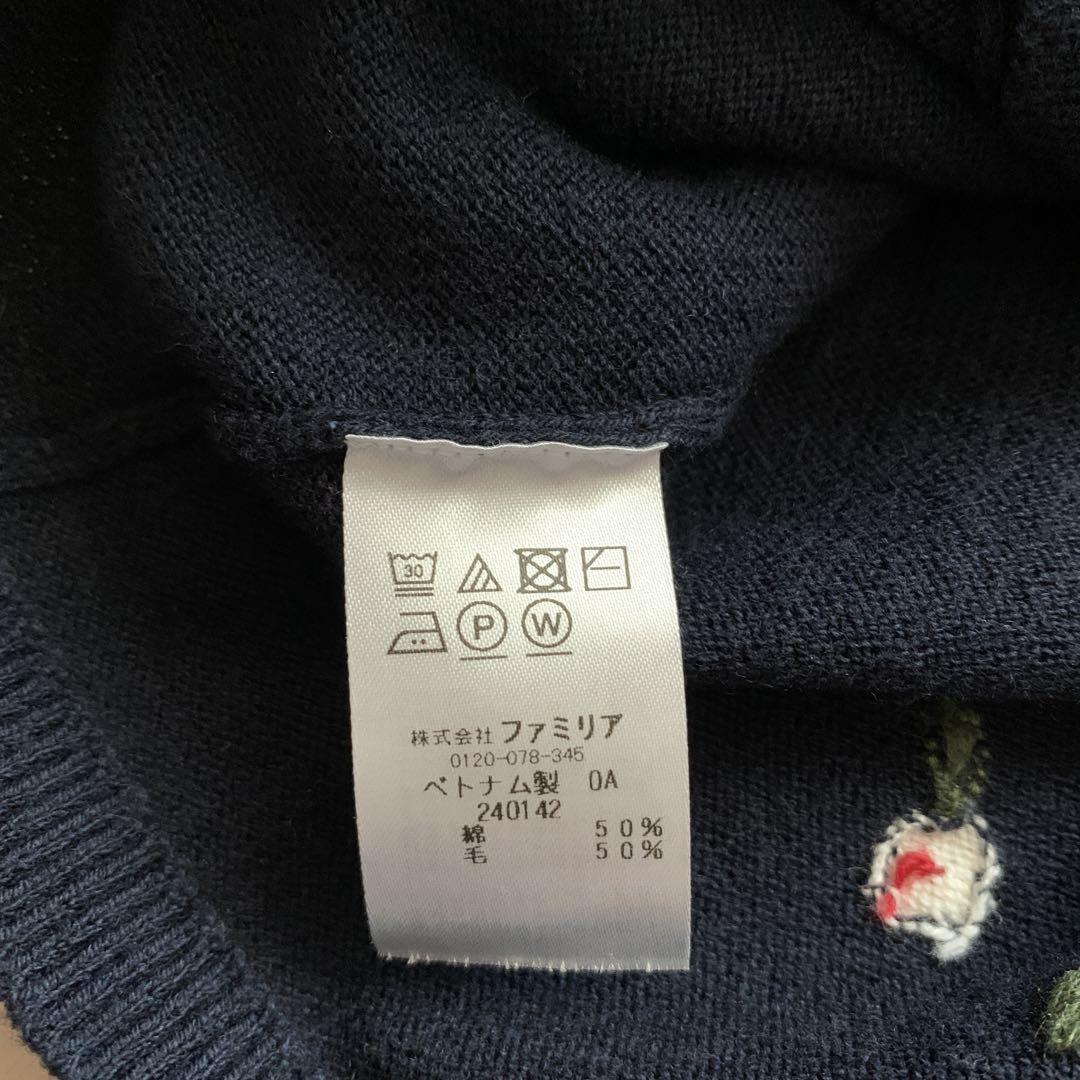 30
P W
株式会社 ファミリア
0120-078-345
ベトナム製 0A
240142
綿 50%
毛 50%